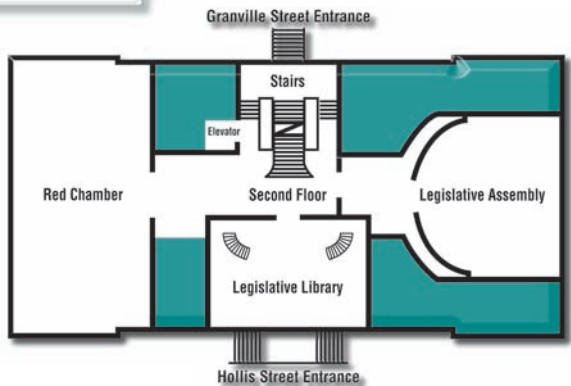 Granville Street Entrance
Stairs
Elevator
Red Chamber
Second Floor
Legislative Assembly
Legislative Library
Hollis Street Entrance